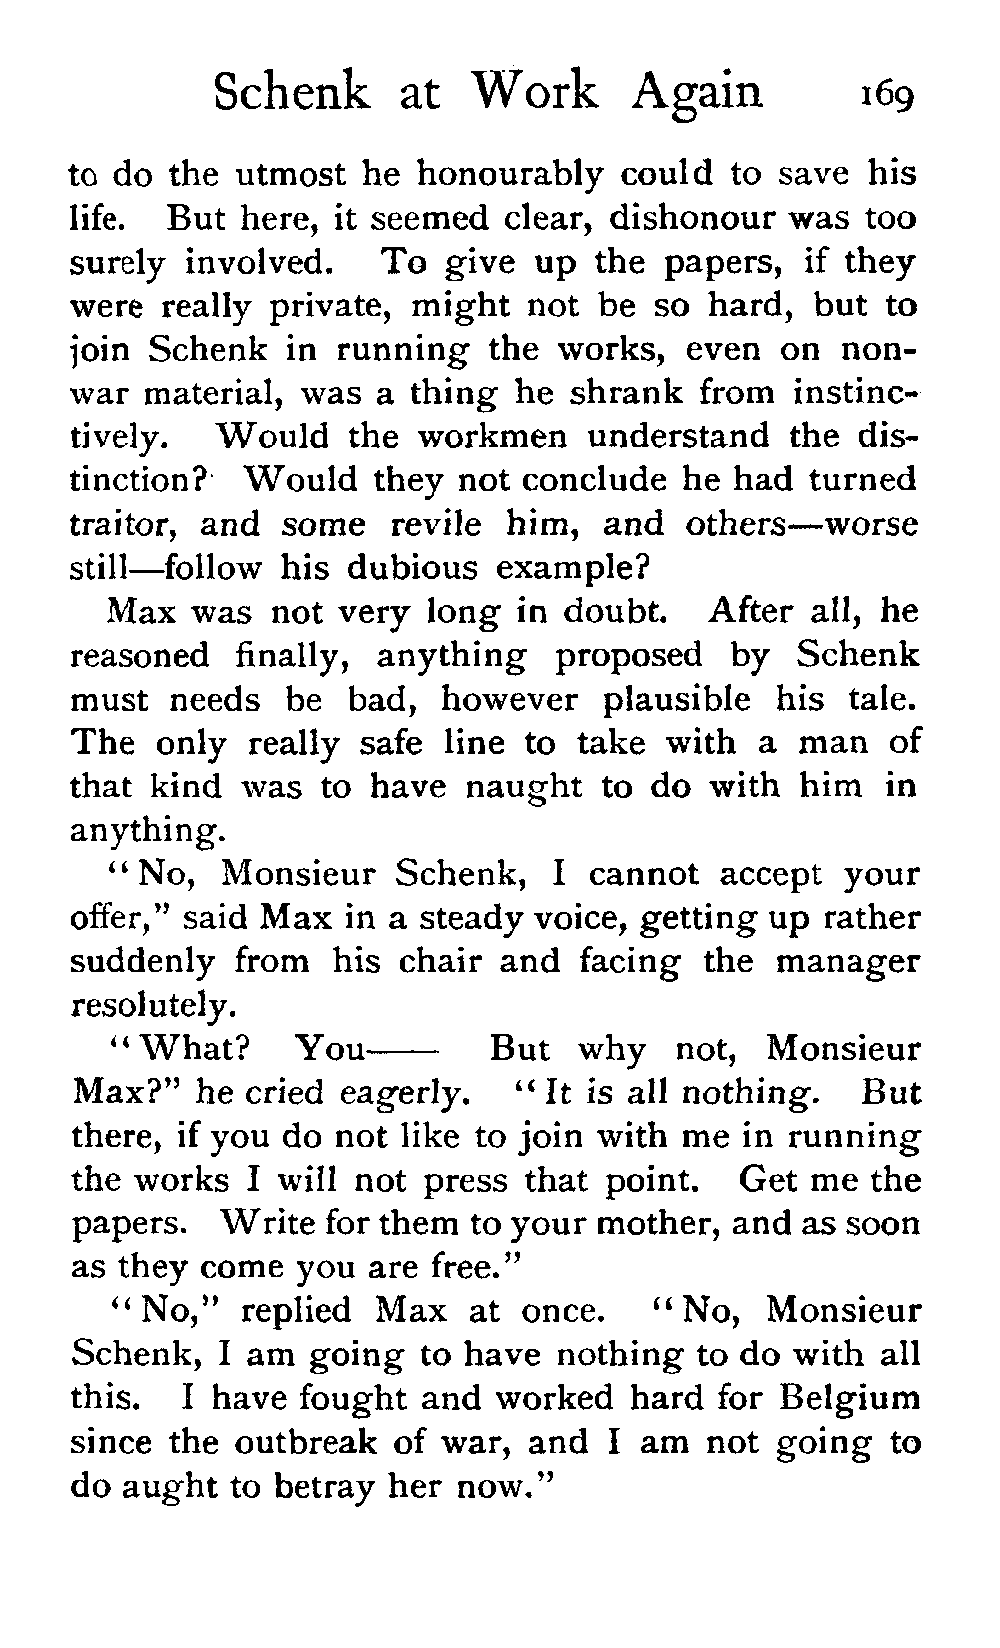 Schenk at Work Again 169
to do the utmost he honourably could to save his
life. But here, it seemed clear, dishonour was too
surely involved. To give up the papers, if they
were really private, might not be so hard, but to
join Schenk in running the works, even on non-
war material, was a thing he shrank from instinc-
tively. Would the workmen understand the dis-
tinction? Would they not conclude he had turned
traitor, and some revile him, and others—worse
still—follow his dubious example?
Max was not very long in doubt. After all, he
reasoned finally, anything proposed by Schenk
must needs be bad, however plausible his tale.
The only really safe line to take with a man of
that kind was to have naught to do with him in
anything.
“No, Monsieur Schenk, I cannot accept your
offer,” said Max in a steady voice, getting up rather
suddenly from his chair and facing the manager
resolutely.
“What? You—— But why not, Monsieur
Max?” he cried eagerly. “It is all nothing. But
there, if you do not like to join with me in running
the works I will not press that point. Get me the
papers. Write for them to your mother, and as soon
as they come you are free.”
“No,” replied Max at once. “No, Monsieur
Schenk, I am going to have nothing to do with all
this. I have fought and worked hard for Belgium
since the outbreak of war, and I am not going to
do aught to betray her now.”